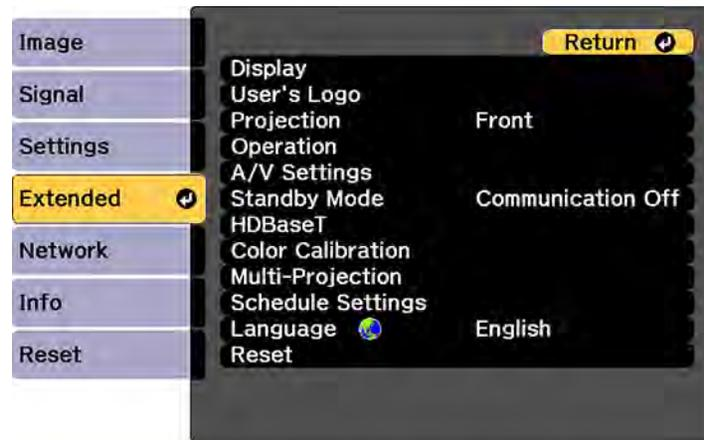 Image
Signal
Settings
Extended
Network
Info
Reset
Return
Display
User's Logo
Projection Front
Operation
A/V Settings
Standby Mode Communication Off
HDBaseT
Color Calibration
Multi-Projection
Schedule Settings
Language English
Reset